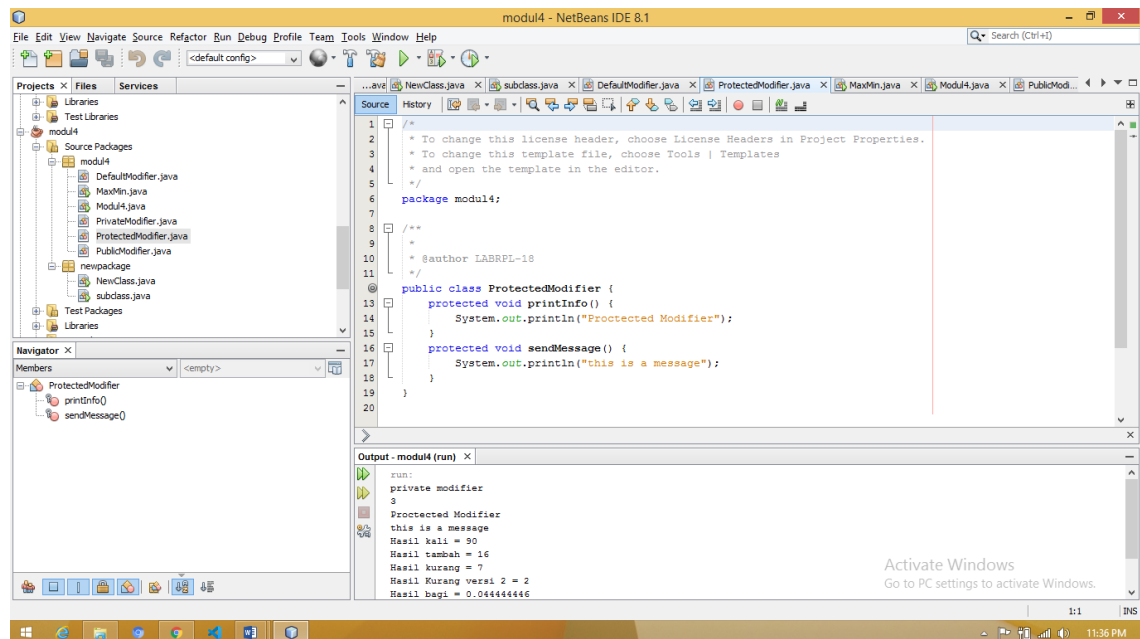 modul4 - NetBeans IDE 8.1
File Edit View Navigate Source Refactor Run Debug Profile Team Tools Window Help
Search (Ctrl+I)
<default config>
Projects Files Services
...ava NewClass.java subclass.java DefaultModifier.java ProtectedModifier.java MaxMin.java Modul4.java PublicModi...
Source History
Libraries
Test Libraries
modul4
Source Packages
modul4
DefaultModifier.java
MaxMin.java
Modul4.java
PrivateModifier.java
ProtectedModifier.java
PublicModifier.java
newpackage
NewClass.java
subclass.java
Test Packages
Libraries
Navigator
Members <empty>
ProtectedModifier
printInfo()
sendMessage()
1 /*
2 * To change this license header, choose License Headers in Project Properties.
3 * To change this template file, choose Tools | Templates
4 * and open the template in the editor.
5 */
6 package modul4;
7
8 /**
9 *
10 * @author LABRPL-18
11 */
public class ProtectedModifier {
13 protected void printInfo() {
14 System.out.println("Proctected Modifier");
15 }
16 protected void sendMessage() {
17 System.out.println("this is a message");
18 }
19 }
20
Output - modul4 (run)
run:
private modifier
3
Proctected Modifier
this is a message
Hasil kali = 90
Hasil tambah = 16
Hasil kurang = 7
Hasil Kurang versi 2 = 2
Hasil bagi = 0.044444446
Activate Windows
Go to PC settings to activate Windows.
1:1 INS
11:36 PM